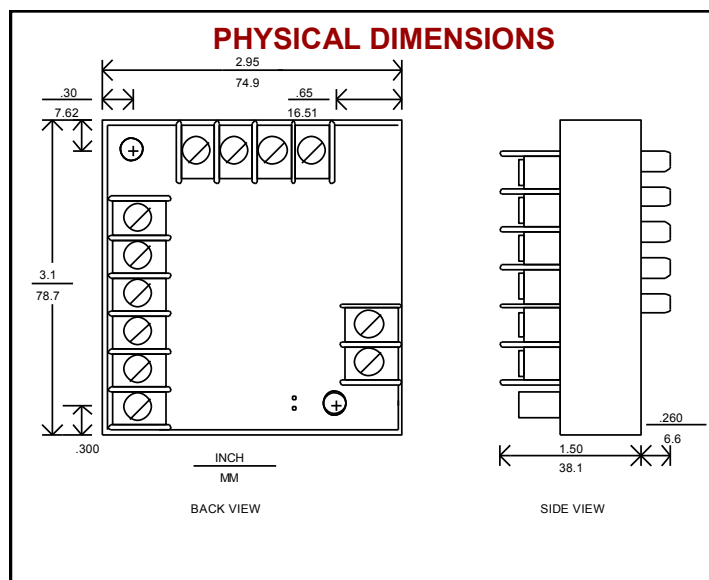 PHYSICAL DIMENSIONS
2.95
74.9
.30
7.62
.65
16.51
3.1
78.7
.300
INCH
MM
BACK VIEW
1.50
38.1
.260
6.6
SIDE VIEW